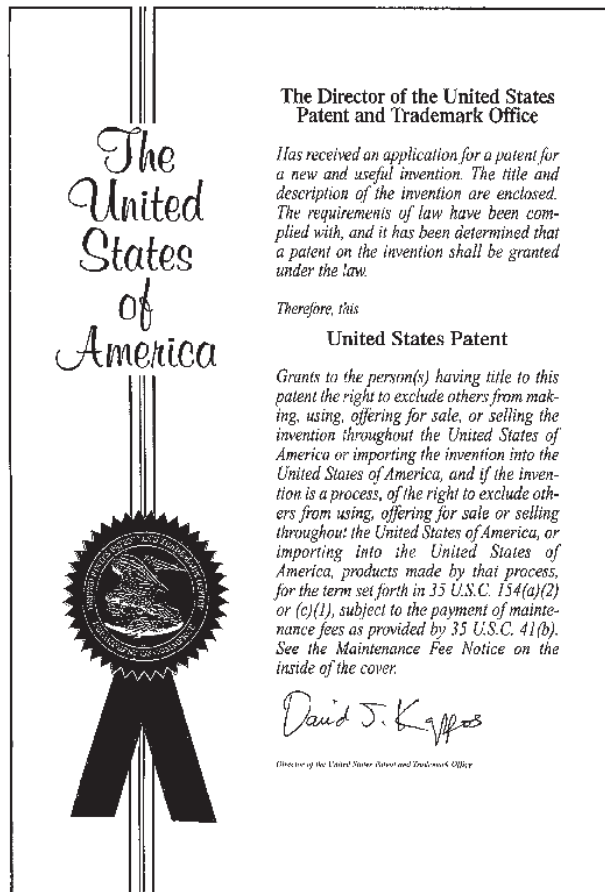 The
United
States
of
America
The Director of the United States
Patent and Trademark Office
Has received an application for a patent for
a new and useful invention. The title and
description of the invention are enclosed.
The requirements of law have been com-
plied with, and it has been determined that
a patent on the invention shall be granted
under the law.
Therefore, this
United States Patent
Grants to the person(s) having title to this
patent the right to exclude others from mak-
ing, using, offering for sale, or selling the
invention throughout the United States of
America or importing the invention into the
United States of America, and if the inven-
tion is a process, of the right to exclude oth-
ers from using, offering for sale or selling
throughout the United States of America, or
importing into the United States of
America, products made by that process,
for the term set forth in 35 U.S.C. 154(a)(2)
or (c)(1), subject to the payment of mainte-
nance fees as provided by 35 U.S.C. 41(b).
See the Maintenance Fee Notice on the
inside of the cover.
David J. Kappos
Director of the United States Patent and Trademark Office